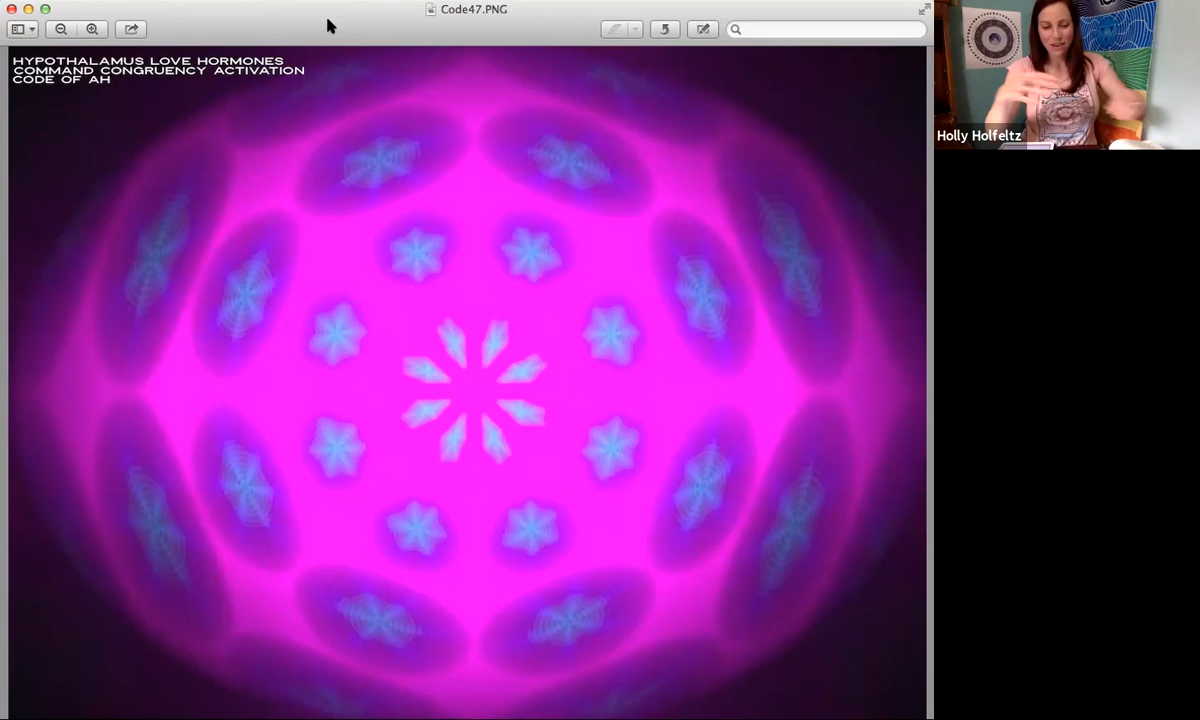 Code47.PNG
HYPOTHALAMUS LOVE HORMONES
COMMAND CONGRUENCY ACTIVATION
CODE OF AH
Holly Holfeltz